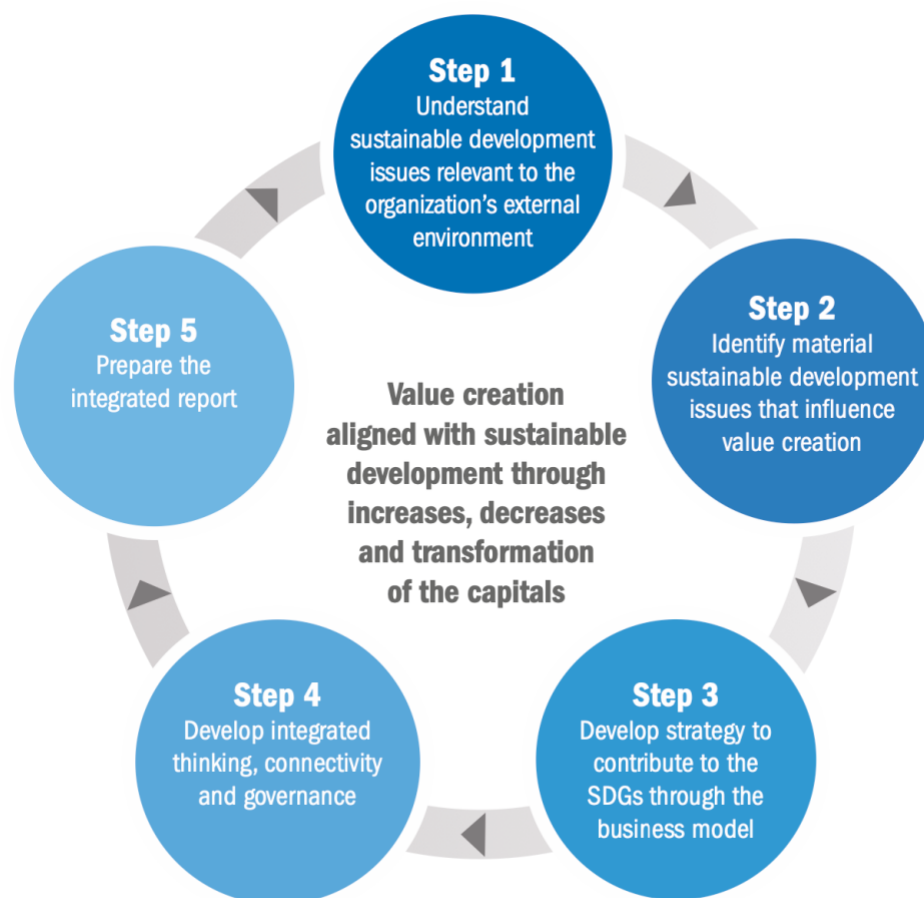 Step 1
Understand
sustainable development
issues relevant to the
organization's external
environment
Step 2
Identify material
sustainable development
issues that influence
value creation
Step 3
Develop strategy to
contribute to the
SDGs through the
business model
Step 4
Develop integrated
thinking, connectivity
and governance
Step 5
Prepare the
integrated report
Value creation
aligned with sustainable
development through
increases, decreases
and transformation
of the capitals